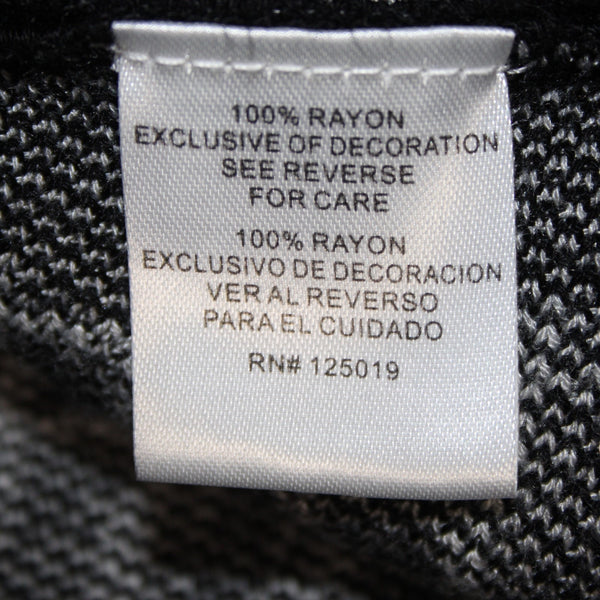 100% RAYON
EXCLUSIVE OF DECORATION
SEE REVERSE
FOR CARE
100% RAYON
EXCLUSIVO DE DECORACION
VER AL REVERSO
PARA EL CUIDADO
RN# 125019